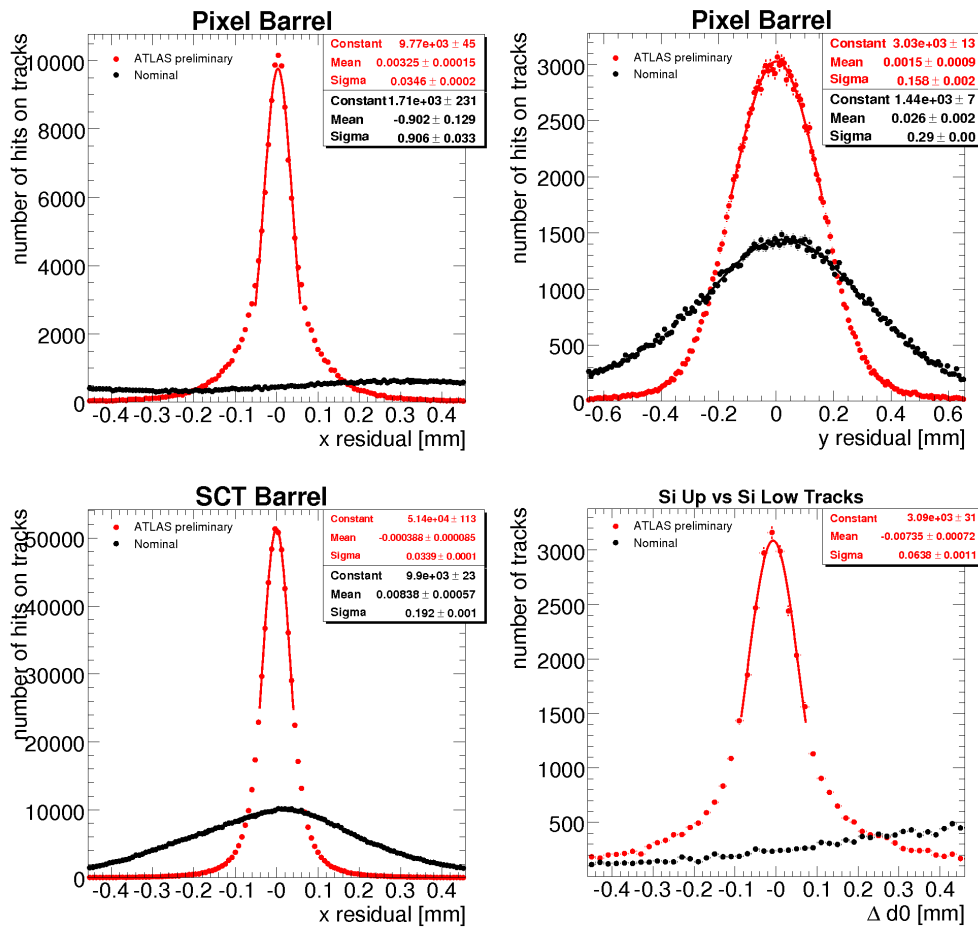 Pixel Barrel
number of hits on tracks
ATLAS preliminary
Nominal
Constant 9.77e+03 ± 45
Mean 0.00325 ± 0.00015
Sigma 0.0346 ± 0.0002
Constant 1.71e+03 ± 231
Mean -0.902 ± 0.129
Sigma 0.906 ± 0.033
10000
8000
6000
4000
2000
0
-0.4 -0.3 -0.2 -0.1 -0 0.1 0.2 0.3 0.4
x residual [mm]
Pixel Barrel
number of hits on tracks
ATLAS preliminary
Nominal
Constant 3.03e+03 ± 13
Mean 0.0015 ± 0.0009
Sigma 0.158 ± 0.002
Constant 1.44e+03 ± 7
Mean 0.026 ± 0.002
Sigma 0.29 ± 0.00
3000
2500
2000
1500
1000
500
0
-0.6 -0.4 -0.2 0 0.2 0.4 0.6
y residual [mm]
SCT Barrel
number of hits on tracks
ATLAS preliminary
Nominal
Constant 5.14e+04 ± 113
Mean -0.000388 ± 0.000085
Sigma 0.0339 ± 0.0001
Constant 9.9e+03 ± 23
Mean 0.00838 ± 0.00057
Sigma 0.192 ± 0.001
50000
40000
30000
20000
10000
0
-0.4 -0.3 -0.2 -0.1 -0 0.1 0.2 0.3 0.4
x residual [mm]
Si Up vs Si Low Tracks
number of tracks
ATLAS preliminary
Nominal
Constant 3.09e+03 ± 31
Mean -0.00735 ± 0.00072
Sigma 0.0638 ± 0.0011
3000
2500
2000
1500
1000
500
-0.4 -0.3 -0.2 -0.1 -0 0.1 0.2 0.3 0.4
Δ d0 [mm]